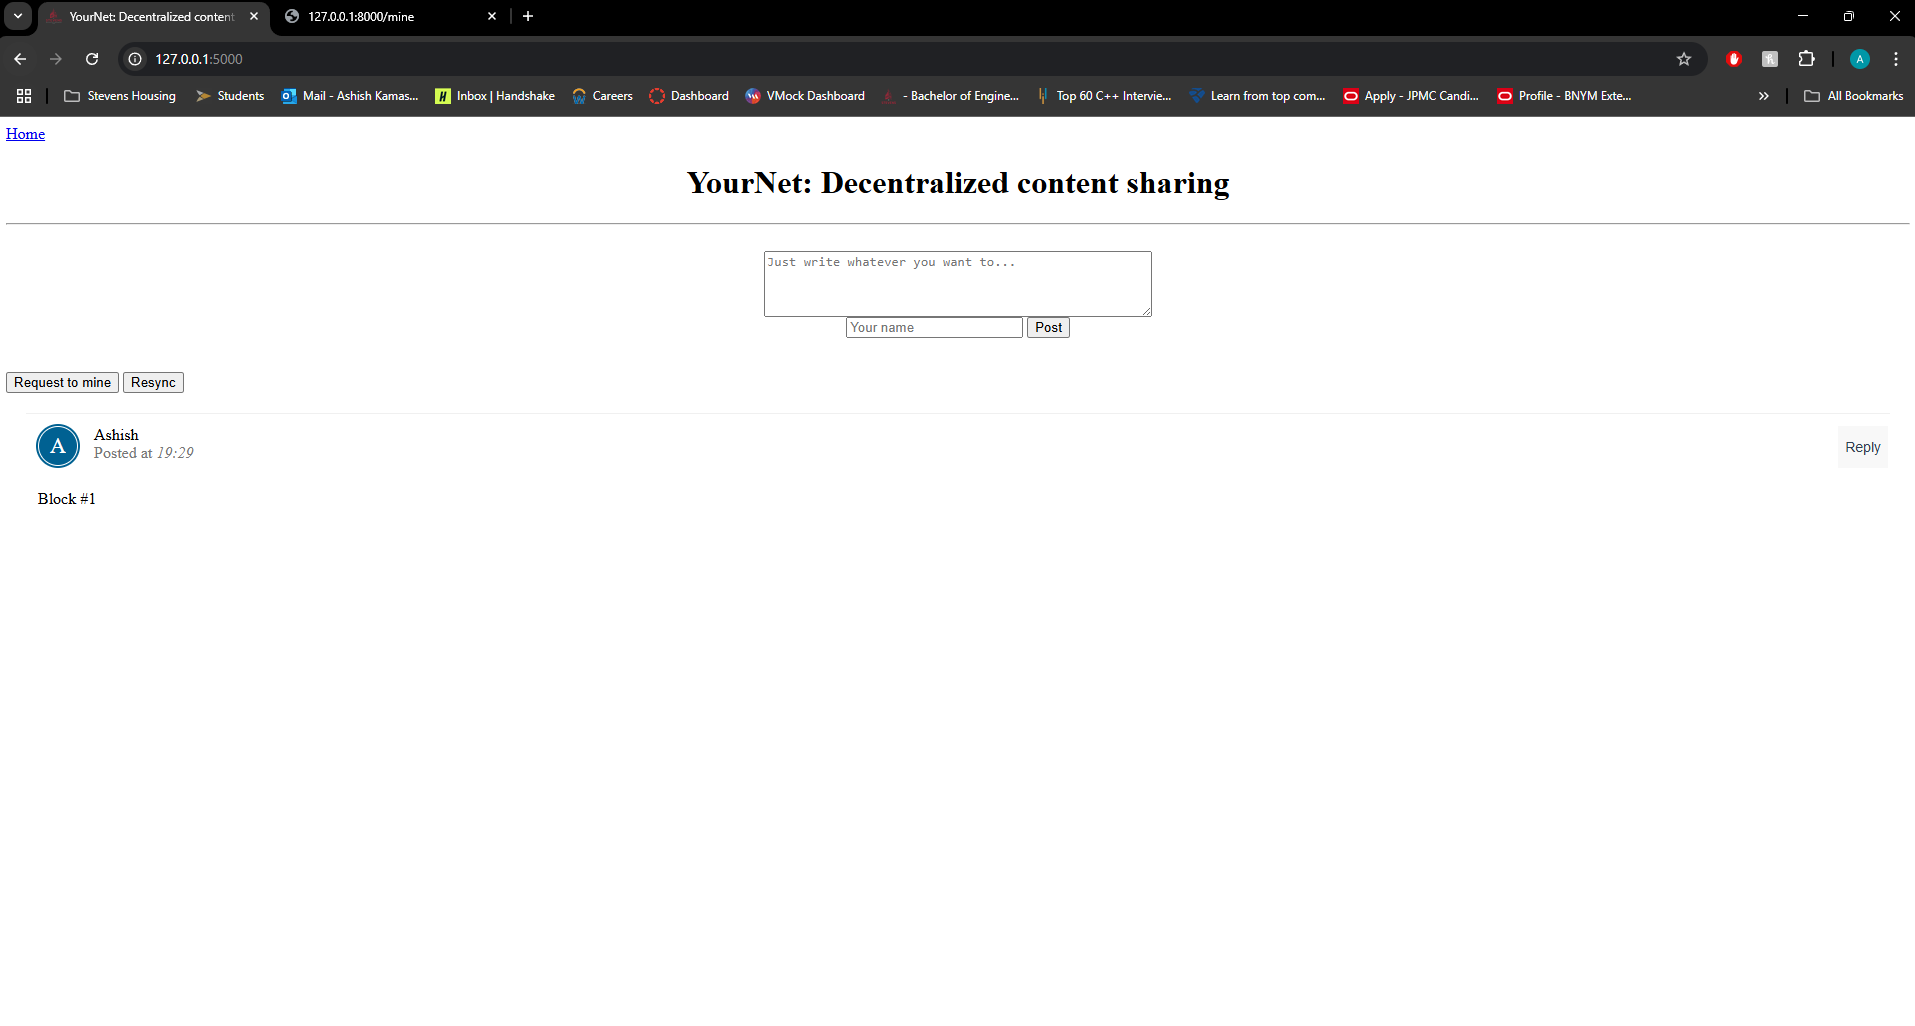 YourNet: Decentralized content
127.0.0.1:8000/mine
127.0.0.1:5000
Stevens Housing
Students
Mail - Ashish Kamas...
Inbox | Handshake
Careers
Dashboard
VMock Dashboard
- Bachelor of Engine...
Top 60 C++ Intervie...
Learn from top com...
Apply - JPMC Candi...
Profile - BNYM Exte...
All Bookmarks
Home
YourNet: Decentralized content sharing
Just write whatever you want to...
Your name Post
Request to mine Resync
A
Ashish
Posted at 19:29
Reply
Block #1